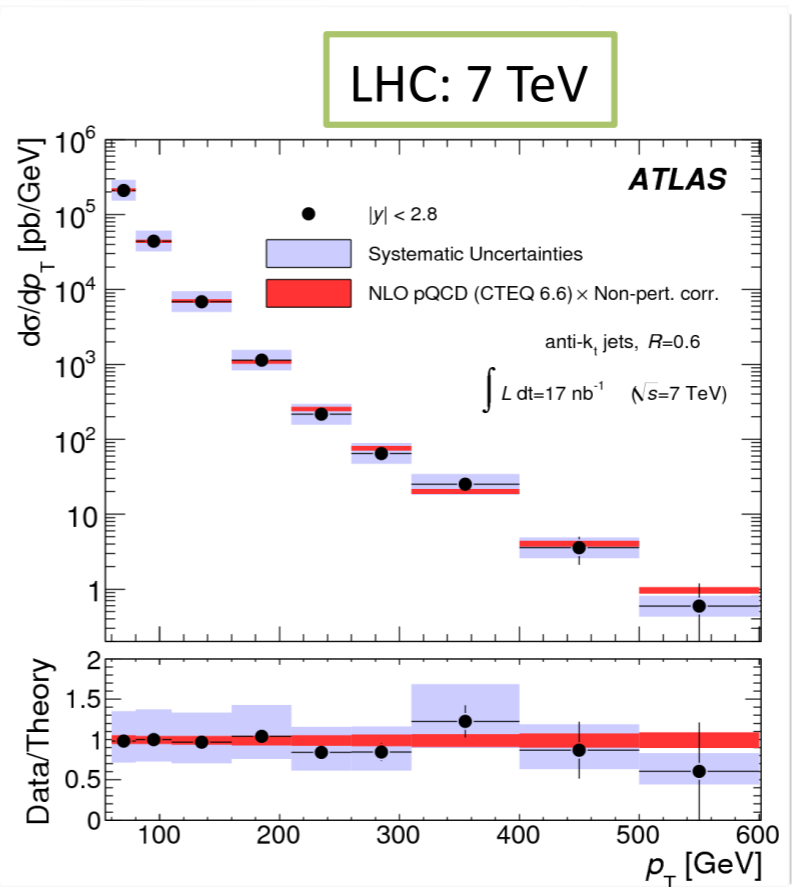 LHC: 7 TeV
ATLAS
dσ/dp_T [pb/GeV]
10^6
10^5
10^4
10^3
10^2
10
1
|y| < 2.8
Systematic Uncertainties
NLO pQCD (CTEQ 6.6) × Non-pert. corr.
anti-k_t jets, R=0.6
∫ L dt=17 nb^-1 (√s=7 TeV)
Data/Theory
2
1.5
1
0.5
0
100 200 300 400 500 600
p_T [GeV]